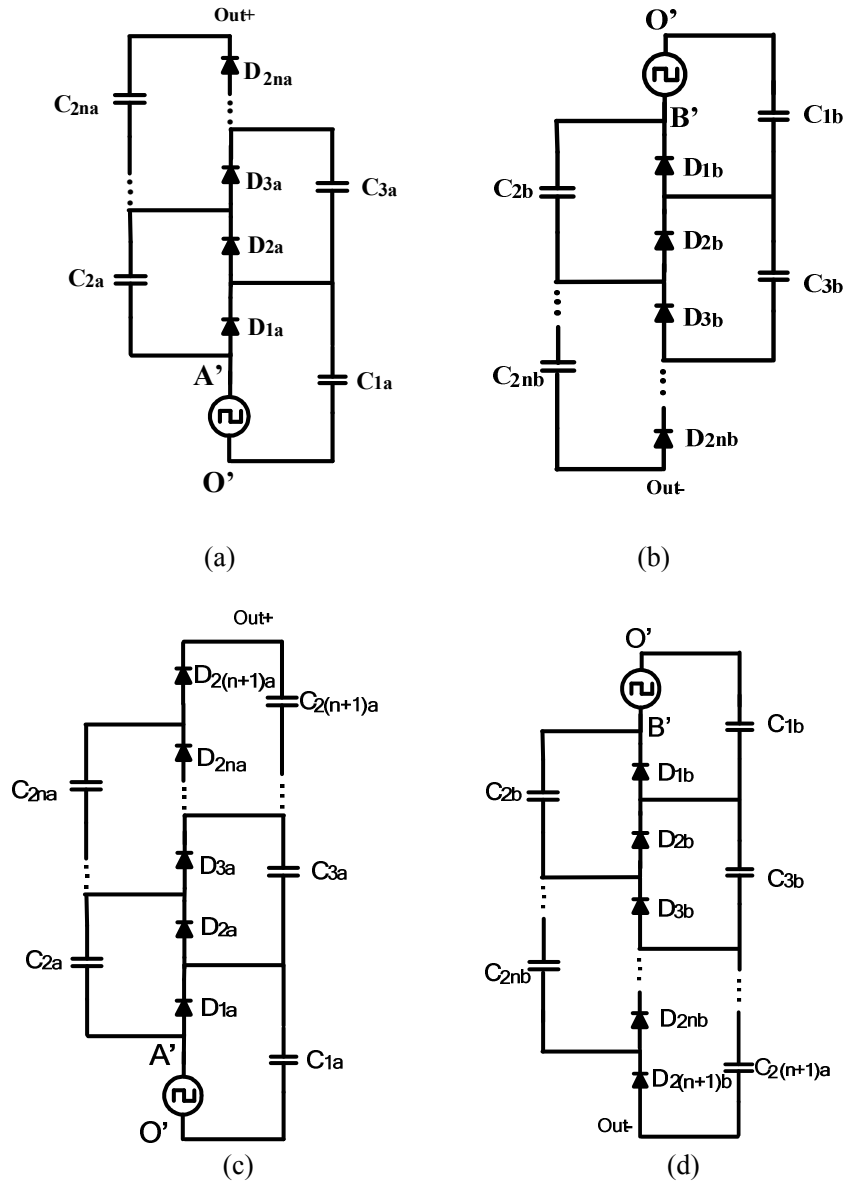 Out+
D2na
C2na
D3a
C3a
D2a
C2a
D1a
A’
C1a
O’
(a)
O’
C1b
B’
D1b
C2b
D2b
C3b
D3b
C2nb
D2nb
Out-
(b)
Out+
D2(n+1)a
C2(n+1)a
D2na
C2na
D3a
C3a
D2a
C2a
D1a
A’
C1a
O’
(c)
O’
C1b
B’
D1b
C2b
D2b
C3b
D3b
C2nb
D2nb
D2(n+1)b
C2(n+1)a
Out-
(d)